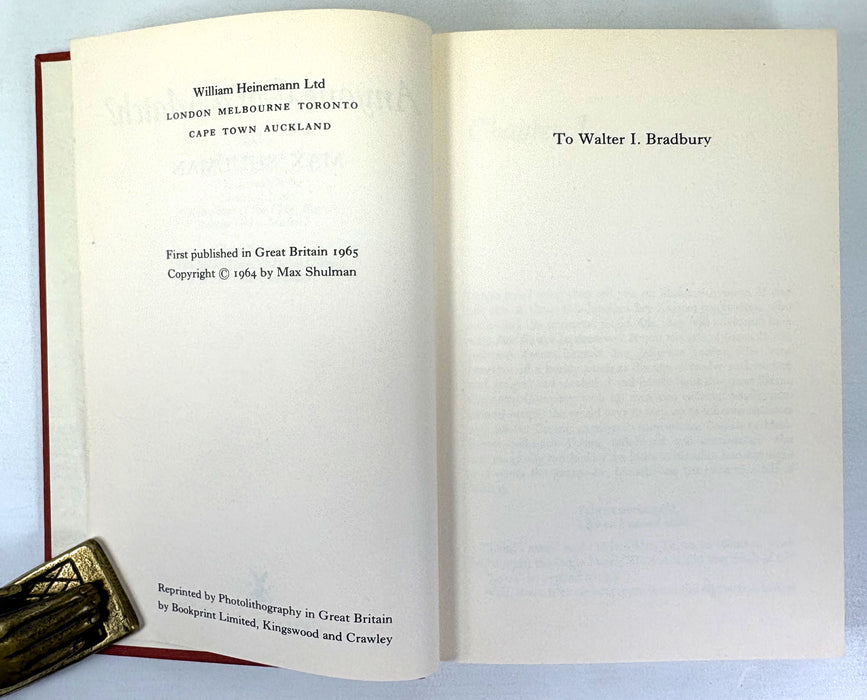 William Heinemann Ltd
LONDON MELBOURNE TORONTO
CAPE TOWN AUCKLAND
First published in Great Britain 1965
Copyright © 1964 by Max Shulman
Reprinted by Photolithography in Great Britain
by Bookprint Limited, Kingswood and Crawley
To Walter I. Bradbury